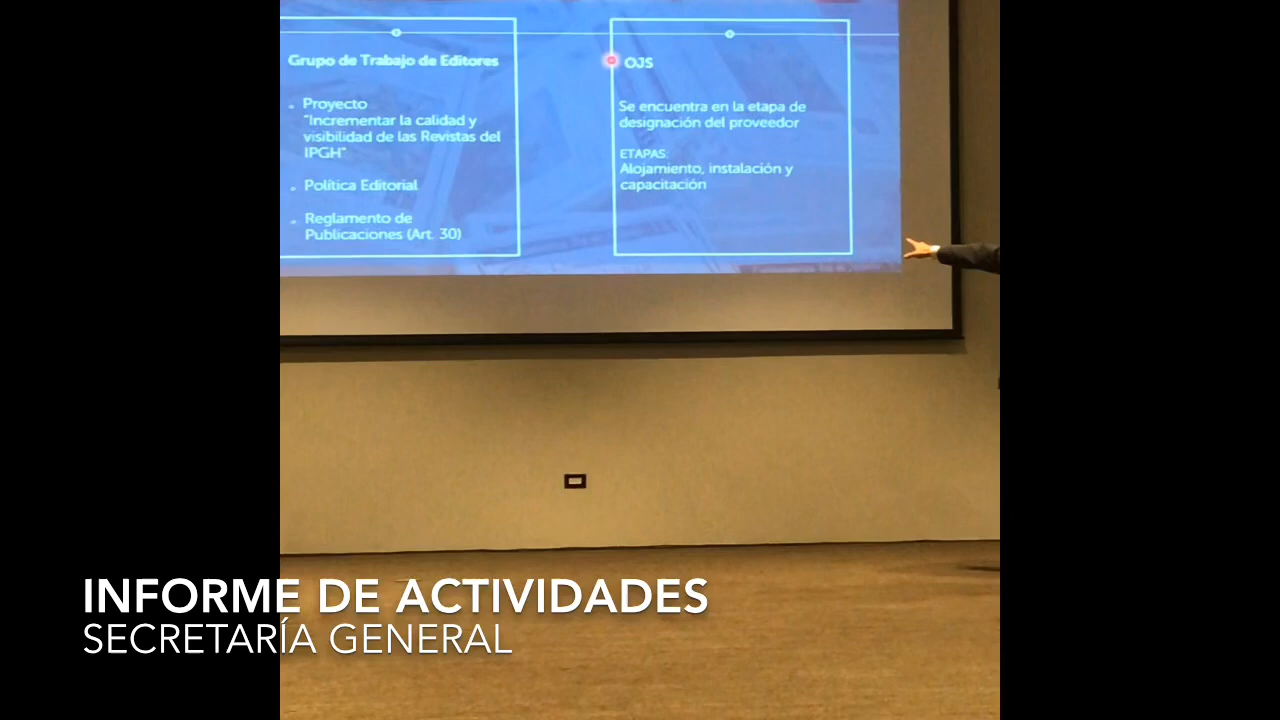 Grupo de Trabajo de Editores
Proyecto
"Incrementar la calidad y
visibilidad de las Revistas del
IPGH"
Política Editorial
Reglamento de
Publicaciones (Art. 30)
OJS
Se encuentra en la etapa de
designación del proveedor
ETAPAS:
Alojamiento, instalación y
capacitación
INFORME DE ACTIVIDADES
SECRETARÍA GENERAL